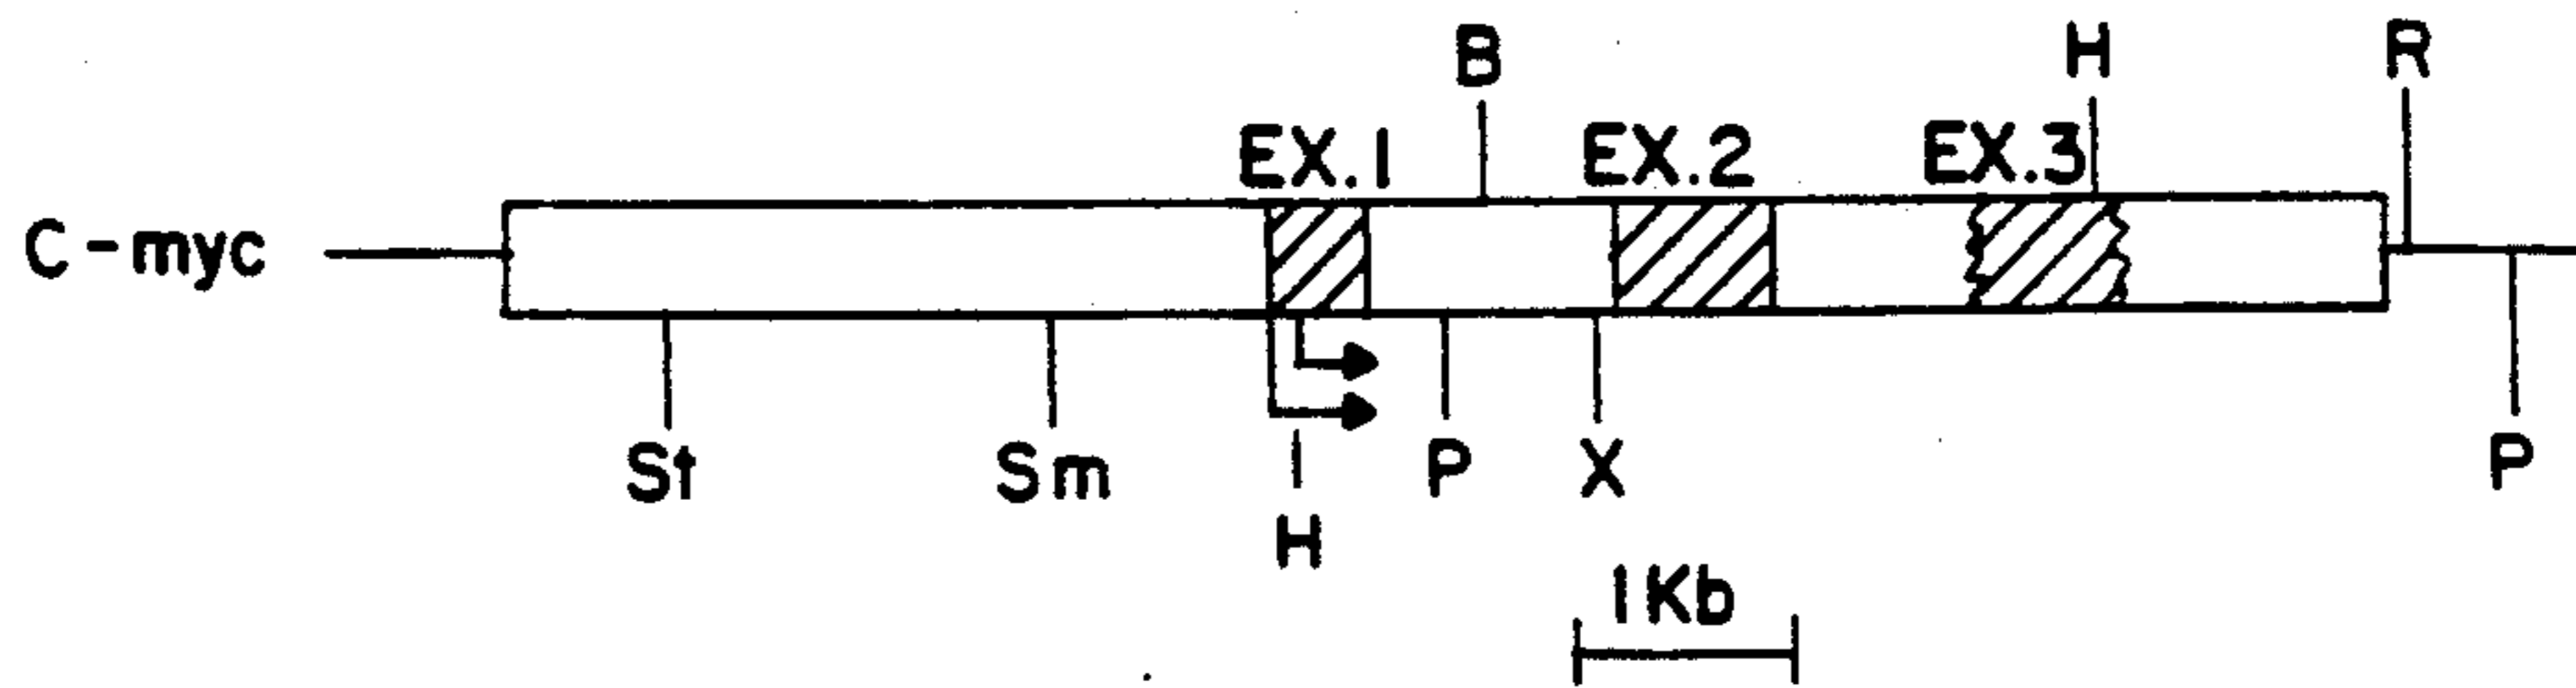 B H R
EX.1 EX.2 EX.3
C-myc
St Sm P X P
H
1Kb